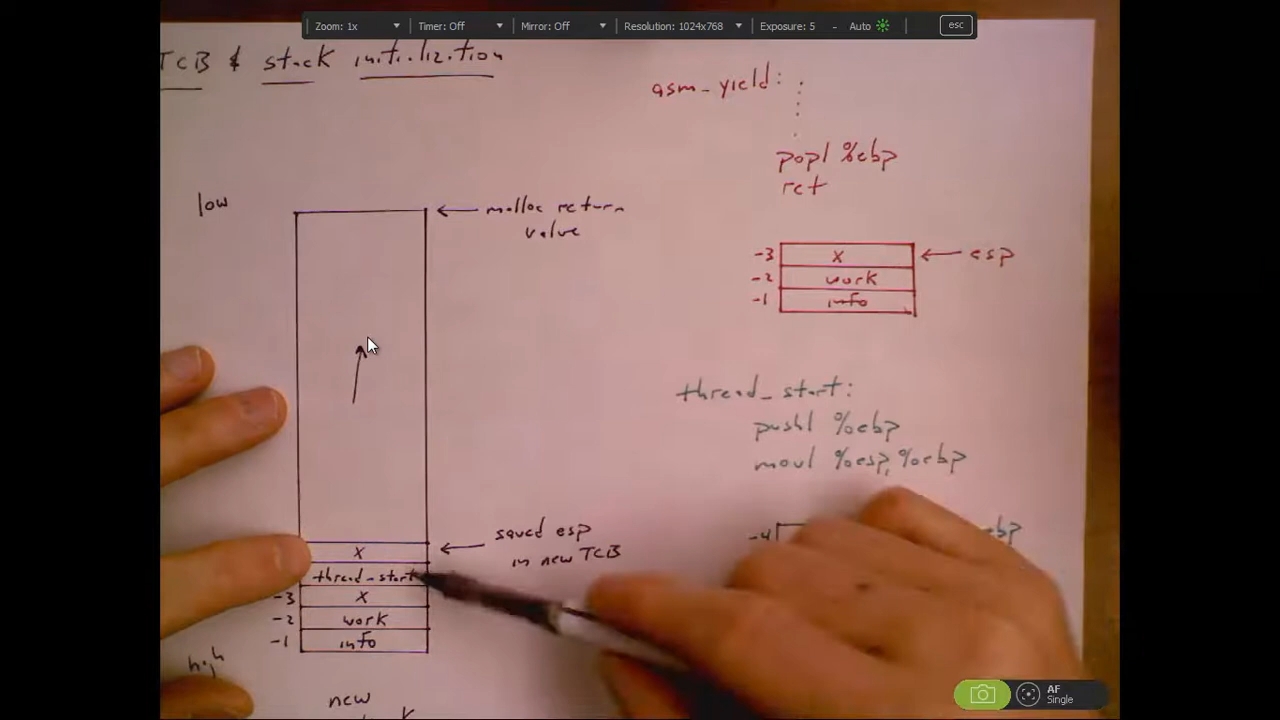 Zoom: 1x Timer: Off Mirror: Off Resolution: 1024x768 Exposure: 5 - Auto esc
TCB & stack initialization
low
malloc return
value
saved esp
in new TCB
x
thread_start
-3 x
-2 work
-1 info
high
new
asm_yield:
popl %ebp
ret
-3 x esp
-2 work
-1 info
thread_start:
pushl %ebp
movl %esp, %ebp
-4 ebp
AF
Single